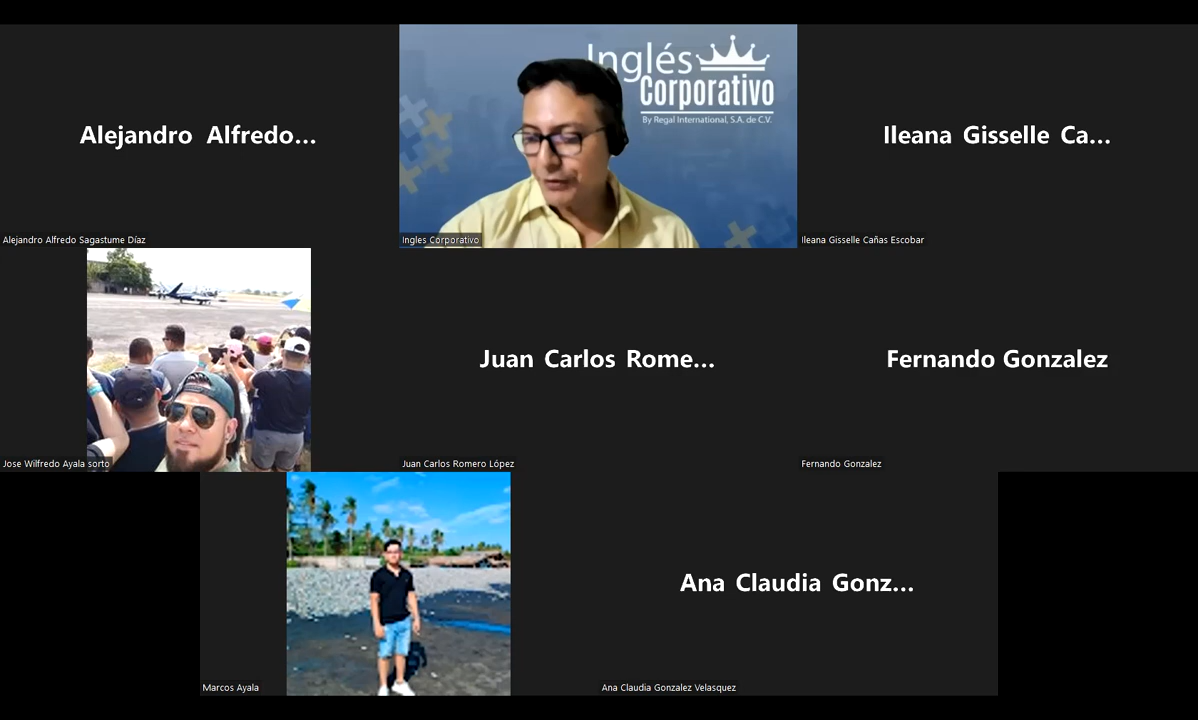 Alejandro Alfredo...
Alejandro Alfredo Sagastume Díaz
Inglés
Corporativo
By Regal International, S.A. de C.V.
Ingles Corporativo
Ileana Gisselle Ca...
Ileana Gisselle Cañas Escobar
Jose Wilfredo Ayala sorto
Juan Carlos Rome...
Juan Carlos Romero López
Fernando Gonzalez
Fernando Gonzalez
Marcos Ayala
Ana Claudia Gonz...
Ana Claudia Gonzalez Velasquez